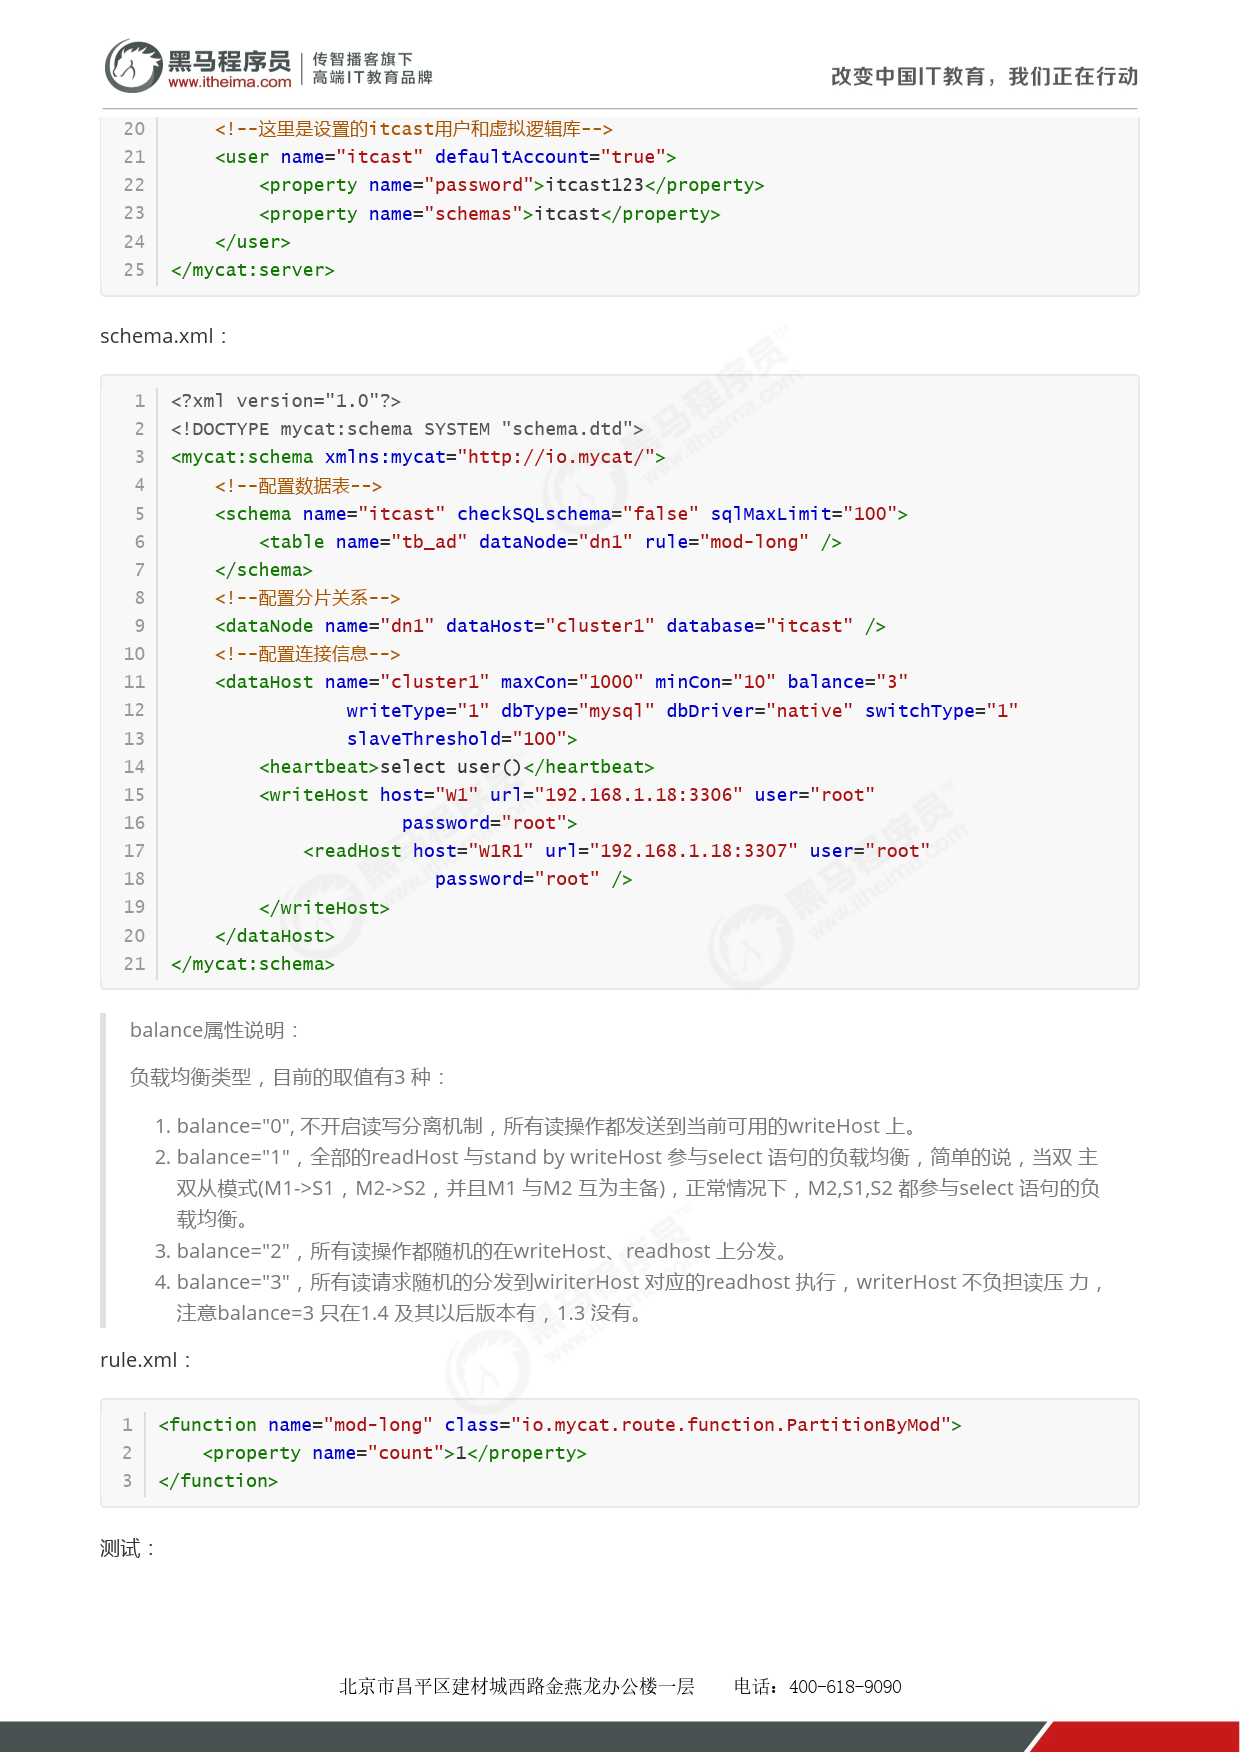 黑马程序员
www.itheima.com
传智播客旗下
高端IT教育品牌
改变中国IT教育，我们正在行动
20 <!--这里是设置的itcast用户和虚拟逻辑库-->
21 <user name="itcast" defaultAccount="true">
22 <property name="password">itcast123</property>
23 <property name="schemas">itcast</property>
24 </user>
25 </mycat:server>
schema.xml：
1 <?xml version="1.0"?>
2 <!DOCTYPE mycat:schema SYSTEM "schema.dtd">
3 <mycat:schema xmlns:mycat="http://io.mycat/">
4 <!--配置数据表-->
5 <schema name="itcast" checkSQLschema="false" sqlMaxLimit="100">
6 <table name="tb_ad" dataNode="dn1" rule="mod-long" />
7 </schema>
8 <!--配置分片关系-->
9 <dataNode name="dn1" dataHost="cluster1" database="itcast" />
10 <!--配置连接信息-->
11 <dataHost name="cluster1" maxCon="1000" minCon="10" balance="3"
12 writeType="1" dbType="mysql" dbDriver="native" switchType="1"
13 slaveThreshold="100">
14 <heartbeat>select user()</heartbeat>
15 <writeHost host="W1" url="192.168.1.18:3306" user="root"
16 password="root">
17 <readHost host="W1R1" url="192.168.1.18:3307" user="root"
18 password="root" />
19 </writeHost>
20 </dataHost>
21 </mycat:schema>
balance属性说明：
负载均衡类型，目前的取值有3 种：
1. balance="0", 不开启读写分离机制，所有读操作都发送到当前可用的writeHost 上。
2. balance="1"，全部的readHost 与stand by writeHost 参与select 语句的负载均衡，简单的说，当双 主
双从模式(M1->S1，M2->S2，并且M1 与M2 互为主备)，正常情况下，M2,S1,S2 都参与select 语句的负
载均衡。
3. balance="2"，所有读操作都随机的在writeHost、readhost 上分发。
4. balance="3"，所有读请求随机的分发到wiriterHost 对应的readhost 执行，writerHost 不负担读压 力，
注意balance=3 只在1.4 及其以后版本有，1.3 没有。
rule.xml：
1 <function name="mod-long" class="io.mycat.route.function.PartitionByMod">
2 <property name="count">1</property>
3 </function>
测试：
北京市昌平区建材城西路金燕龙办公楼一层 电话：400-618-9090